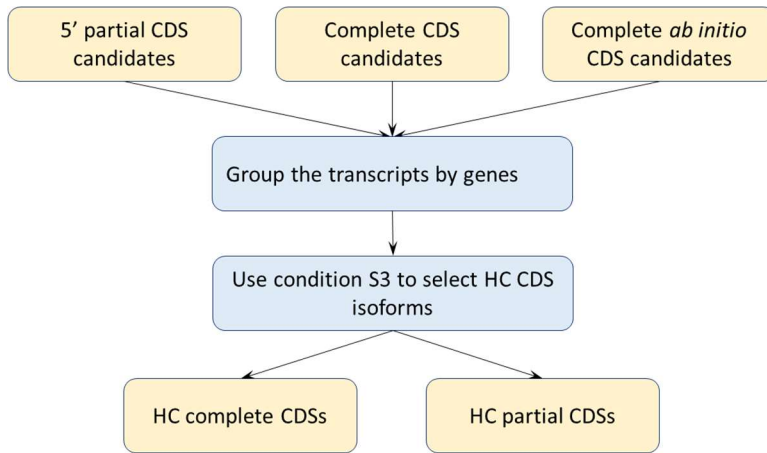 5’ partial CDS
candidates
Complete CDS
candidates
Complete ab initio
CDS candidates
Group the transcripts by genes
Use condition S3 to select HC CDS
isoforms
HC complete CDSs
HC partial CDSs